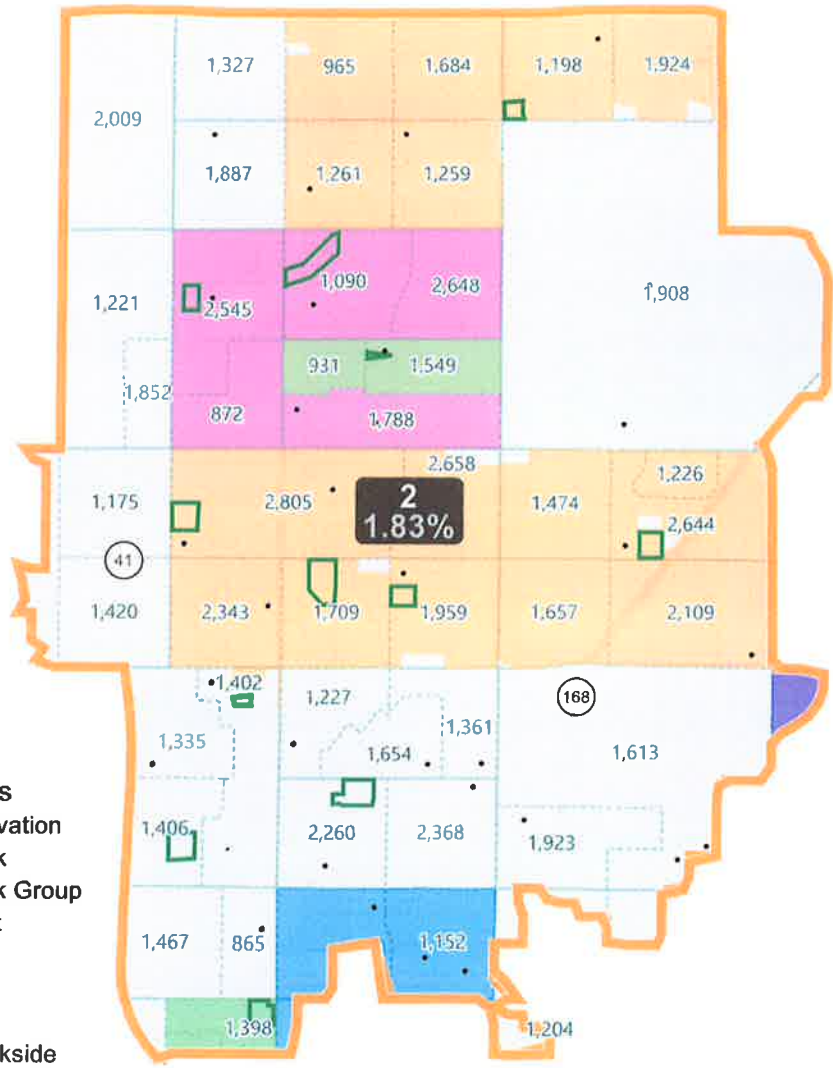 1,327 965 1,684 1,198 1,924
2,009
1,887 1,261 1,259
1,090 2,648 1,908
1,221 2,545
931 1,549
1,852
872 1,788
2,658 1,226
1,175 2,805 2 1,474
1.83% 2,644
41
1,420 2,343 1,709 1,959 1,657 2,109
1,402 1,227 168
1,335 1,654 1,361 1,613
s
vation
1,406 2,260 2,368 1,923
k
k Group
t
1,467 865 1,152
1,398 1,204
kside